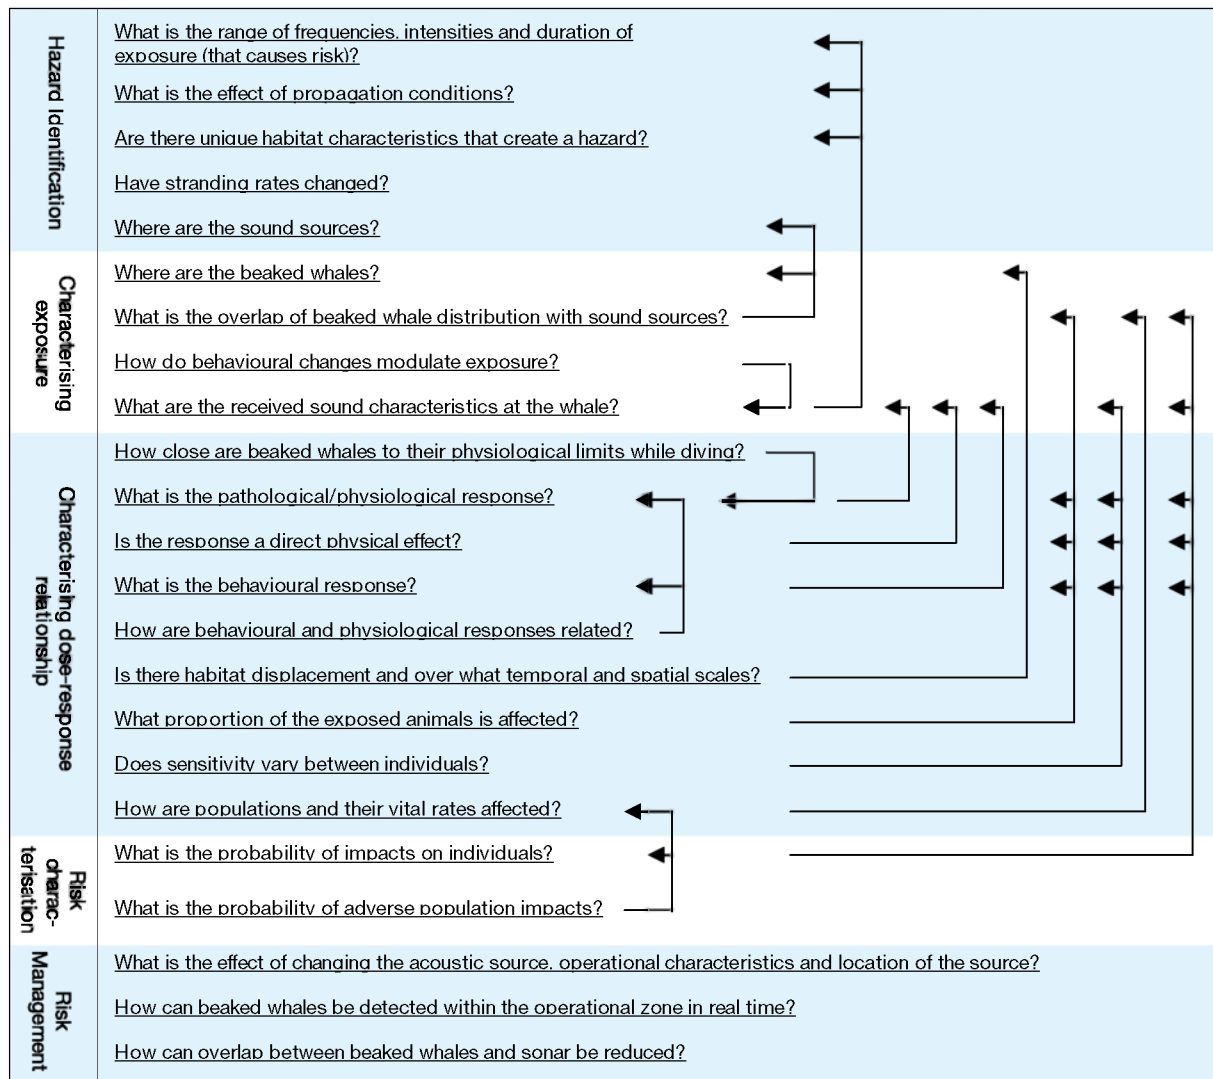 Hazard Identification
What is the range of frequencies, intensities and duration of
exposure (that causes risk)?
What is the effect of propagation conditions?
Are there unique habitat characteristics that create a hazard?
Have stranding rates changed?
Where are the sound sources?
Characterising
exposure
Where are the beaked whales?
What is the overlap of beaked whale distribution with sound sources?
How do behavioural changes modulate exposure?
What are the received sound characteristics at the whale?
Characterising dose-response
relationship
How close are beaked whales to their physiological limits while diving?
What is the pathological/physiological response?
Is the response a direct physical effect?
What is the behavioural response?
How are behavioural and physiological responses related?
Is there habitat displacement and over what temporal and spatial scales?
What proportion of the exposed animals is affected?
Does sensitivity vary between individuals?
How are populations and their vital rates affected?
Risk
charac-
terisation
What is the probability of impacts on individuals?
What is the probability of adverse population impacts?
Risk
Management
What is the effect of changing the acoustic source, operational characteristics and location of the source?
How can beaked whales be detected within the operational zone in real time?
How can overlap between beaked whales and sonar be reduced?